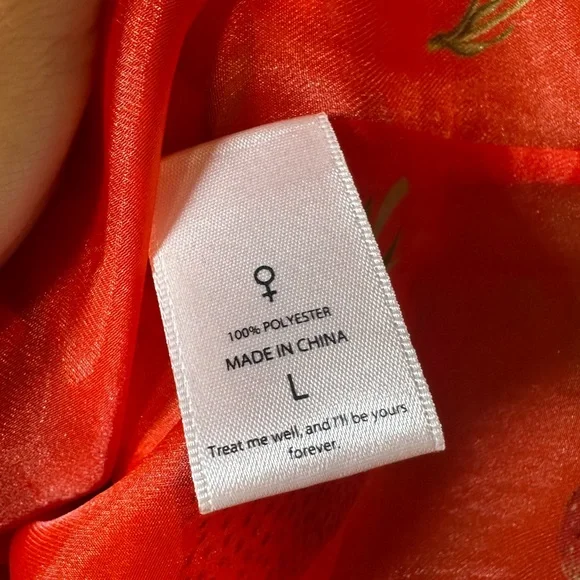 ♀
100% POLYESTER
MADE IN CHINA
L
Treat me well, and I'll be yours
forever.